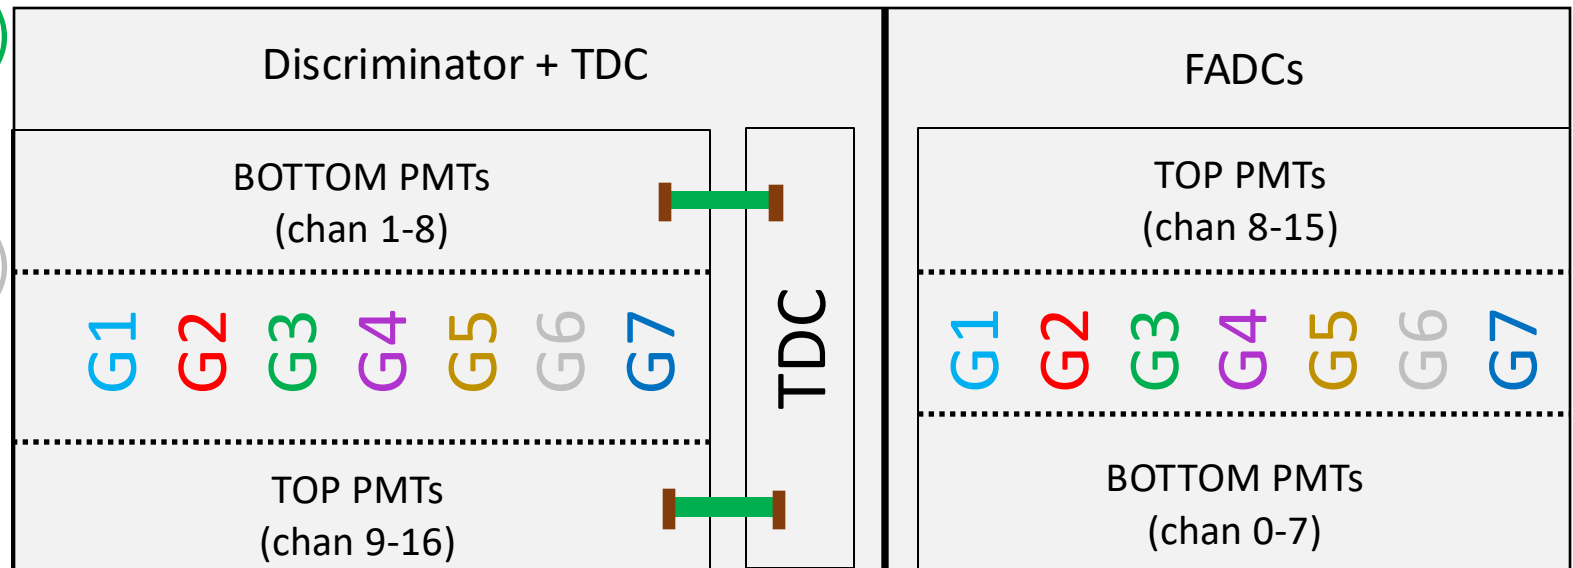 Discriminator + TDC
BOTTOM PMTs
(chan 1-8)
G1 G2 G3 G4 G5 G6 G7
TOP PMTs
(chan 9-16)
TDC
FADCs
TOP PMTs
(chan 8-15)
G1 G2 G3 G4 G5 G6 G7
BOTTOM PMTs
(chan 0-7)